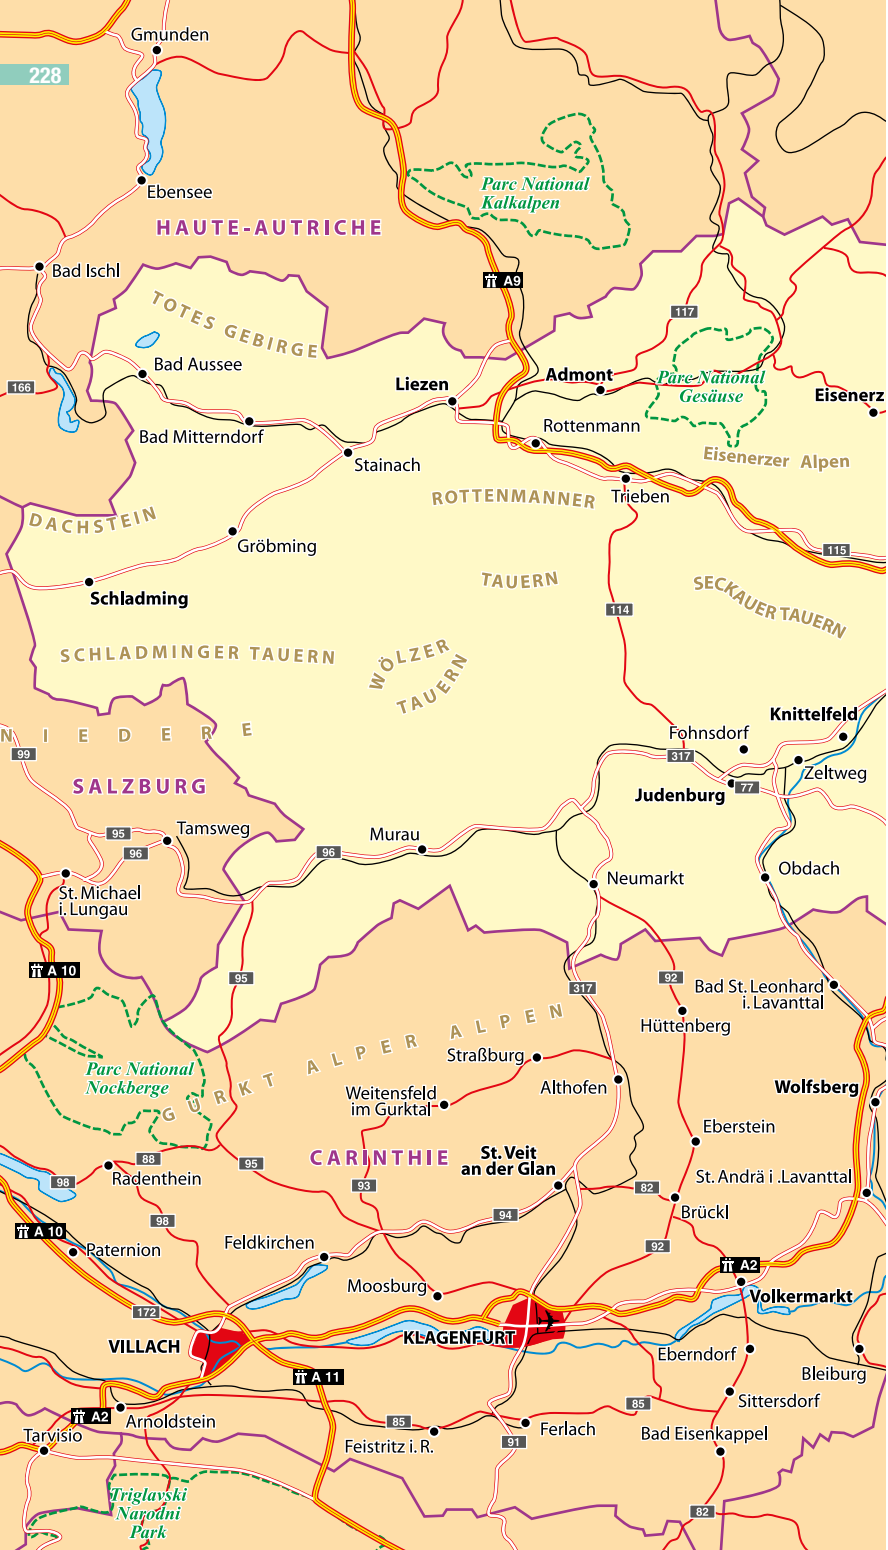 Gmunden
228
Ebensee
Parc National
Kalkalpen
HAUTE-AUTRICHE
Bad Ischl
A9
TOTES GEBIRGE
117
Bad Aussee
166
Liezen
Admont
Parc National
Gesäuse
Eisenerz
Bad Mitterndorf
Rottenmann
Stainach
Eisenerzer Alpen
ROTTENMANNER
Trieben
DACHSTEIN
Gröbming
115
TAUERN
SECKAUER TAUERN
Schladming
114
SCHLADMINGER TAUERN
WÖLZER
TAUERN
Knittelfeld
NIEDERE
Fohnsdorf
99
317
Zeltweg
SALZBURG
Judenburg
77
Tamsweg
95
Murau
96
96
Obdach
Neumarkt
St. Michael
i. Lungau
A 10
95
92
317
Bad St. Leonhard
i. Lavanttal
Hüttenberg
GÜRKT ALPER ALPEN
Straßburg
Parc National
Nockberge
Althofen
Wolfsberg
Weitensfeld
im Gurktal
Eberstein
CARINTHIE
St. Veit
an der Glan
88
95
Radenthein
98
93
82
St. Andrä i .Lavanttal
Brückl
98
94
A 10
Feldkirchen
92
Paternion
A2
Moosburg
Volkermarkt
172
KLAGENFURT
VILLACH
Eberndorf
A 11
Bleiburg
Sittersdorf
A2
Arnoldstein
85
Ferlach
85
Tarvisio
Feistritz i. R.
91
Bad Eisenkappel
Triglavski
Narodni
Park
82